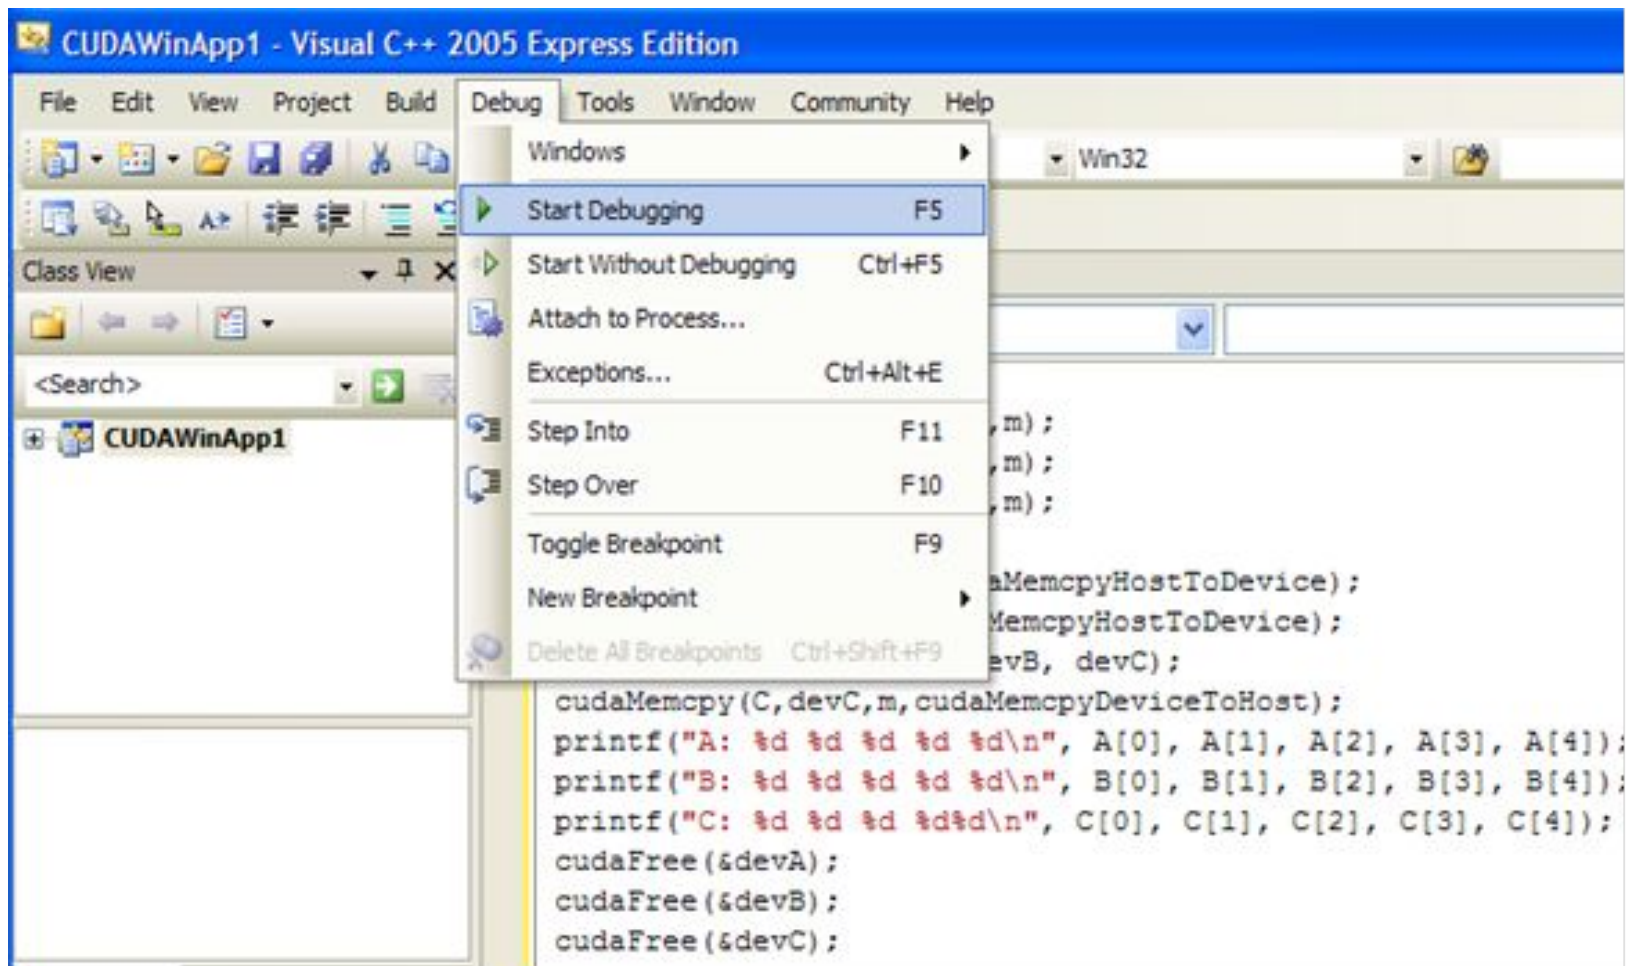 CUDAWinApp1 - Visual C++ 2005 Express Edition
File Edit View Project Build Debug Tools Window Community Help
Windows
Win32
Start Debugging F5
Class View
Start Without Debugging Ctrl+F5
Attach to Process...
Exceptions... Ctrl+Alt+E
<Search>
CUDAWinApp1
Step Into F11
Step Over F10
Toggle Breakpoint F9
New Breakpoint
Delete All Breakpoints Ctrl+Shift+F9
,m);
,m);
,m);
aMemcpyHostToDevice);
MemcpyHostToDevice);
evB, devC);
cudaMemcpy(C,devC,m,cudaMemcpyDeviceToHost);
printf("A: %d %d %d %d %d\n", A[0], A[1], A[2], A[3], A[4]);
printf("B: %d %d %d %d %d\n", B[0], B[1], B[2], B[3], B[4]);
printf("C: %d %d %d %d%d\n", C[0], C[1], C[2], C[3], C[4]);
cudaFree(&devA);
cudaFree(&devB);
cudaFree(&devC);